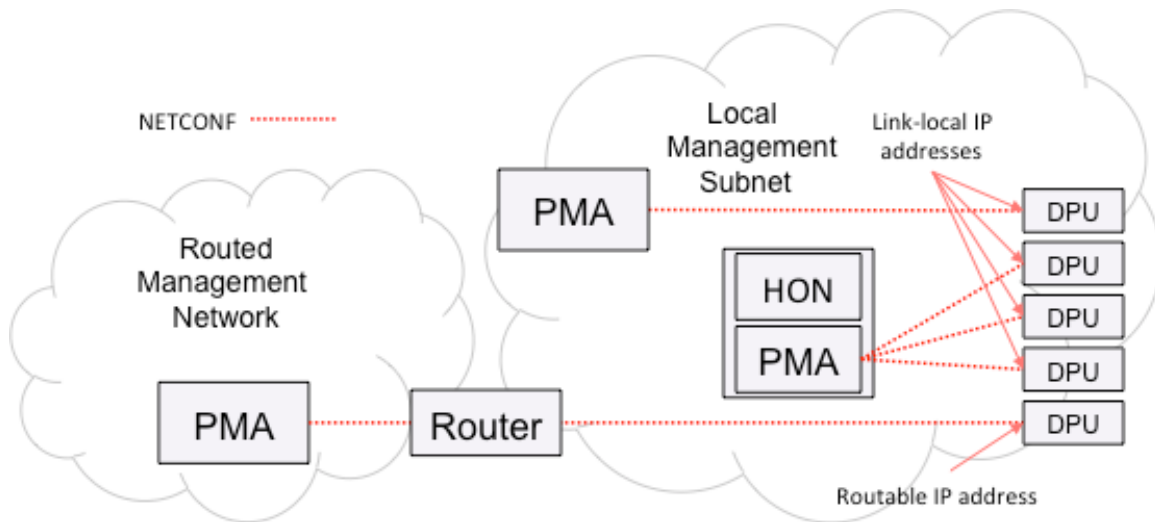 NETCONF
Local
Management
Subnet
Link-local IP
addresses
PMA
DPU
DPU
DPU
DPU
DPU
HON
PMA
Routed
Management
Network
PMA
Router
Routable IP address